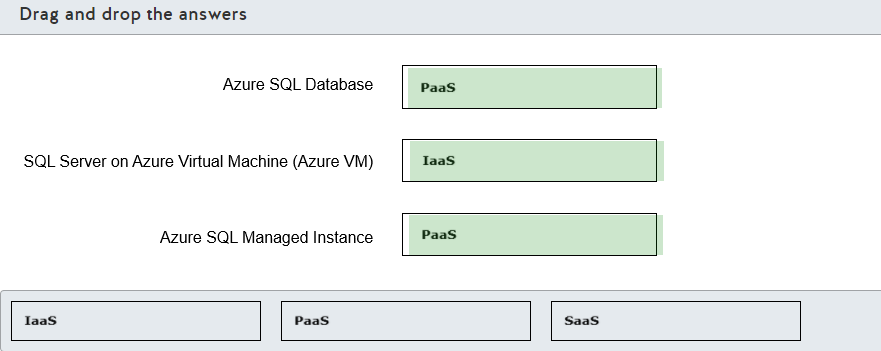 Drag and drop the answers
Azure SQL Database
PaaS
SQL Server on Azure Virtual Machine (Azure VM)
IaaS
Azure SQL Managed Instance
PaaS
IaaS
PaaS
SaaS